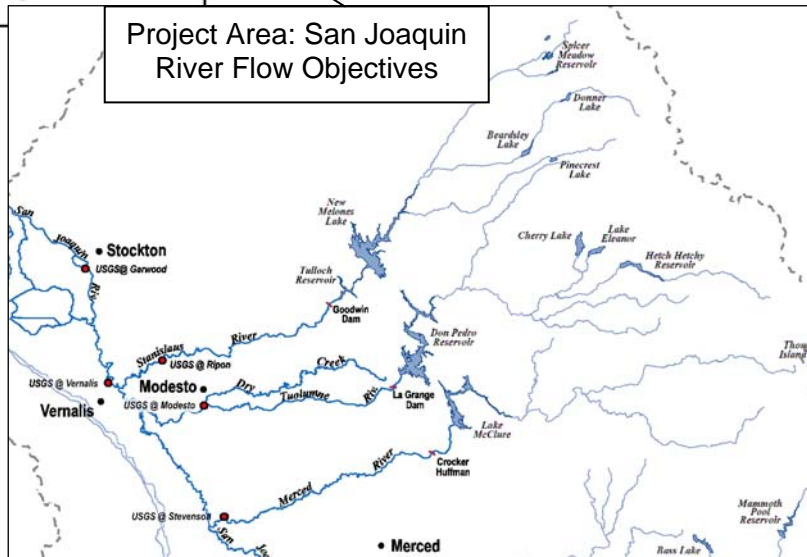 Project Area: San Joaquin
River Flow Objectives
Spicer
Meadow
Reservoir
Donner
Lake
Beardsley
Lake
Pinecrest
Lake
New
Melones
Lake
San
Joaquin
Riv.
Stockton
USGS@ Garwood
Cherry Lake
Lake
Eleanor
Hetch Hetchy
Reservoir
Tulloch
Reservoir
Goodwin
Dam
Don Pedro
Reservoir
Stanislaus
River
USGS @ Ripon
USGS @ Vernalis
Vernalis
Modesto
USGS @ Modesto
Dry
Creek
Tuolumne
Riv.
La Grange
Dam
Island
Lake
McClure
Crocker
Huffman
Merced
River
USGS @ Stevenson
San
Merced
Mammoth
Pool
Reservoir
Bass Lake